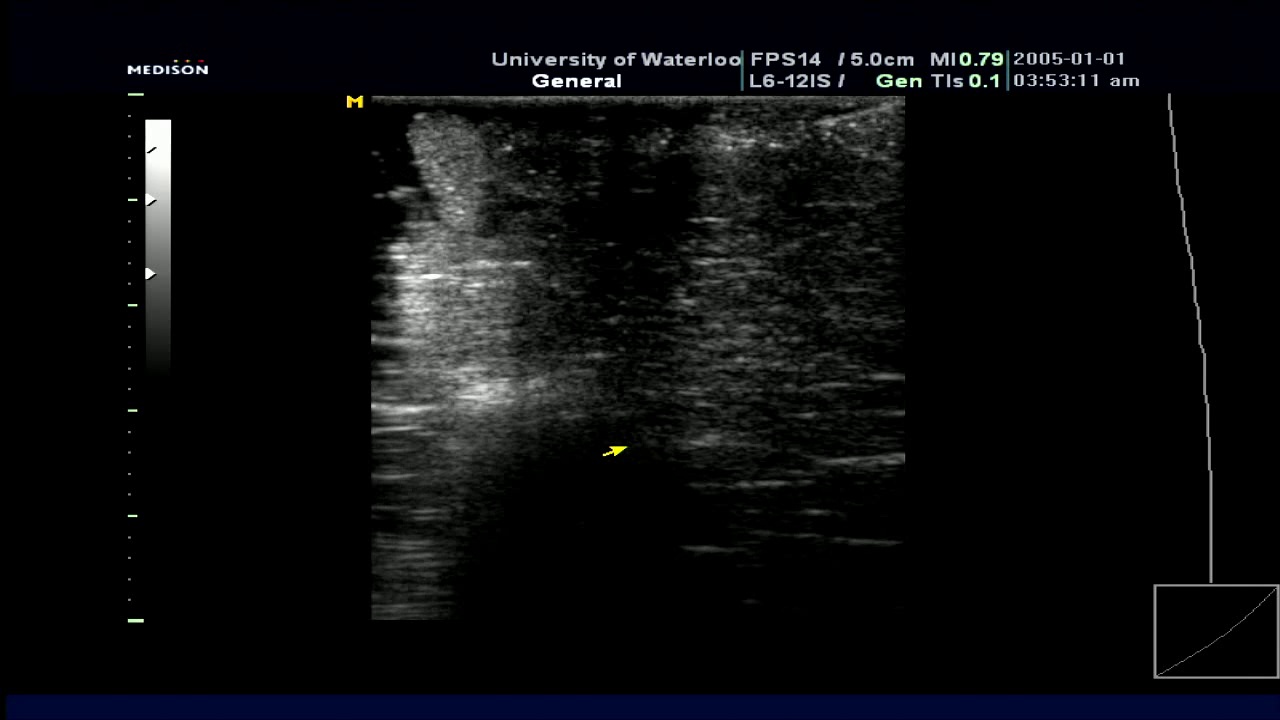 MEDISON
University of Waterloo FPS14 / 5.0cm MI 0.79 2005-01-01
General L6-12IS / Gen TIs 0.1 03:53:11 am
M